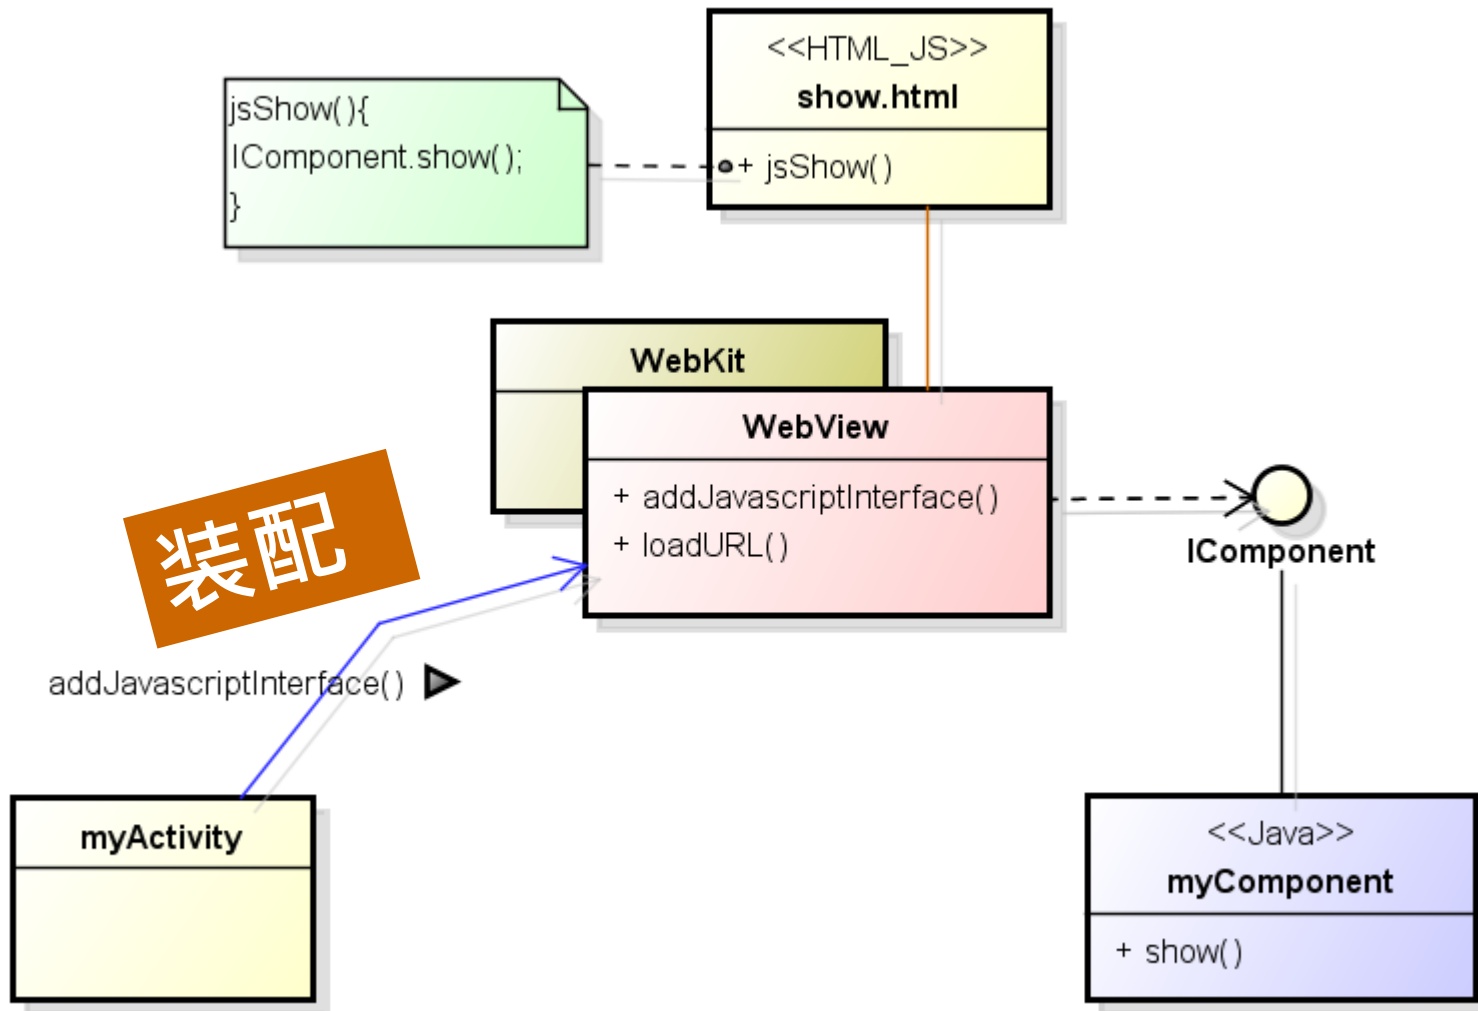 <<HTML_JS>>
show.html
+ jsShow()
jsShow(){
IComponent.show();
}
WebKit
WebView
+ addJavascriptInterface()
+ loadURL()
IComponent
装配
addJavascriptInterface()
myActivity
<<Java>>
myComponent
+ show()